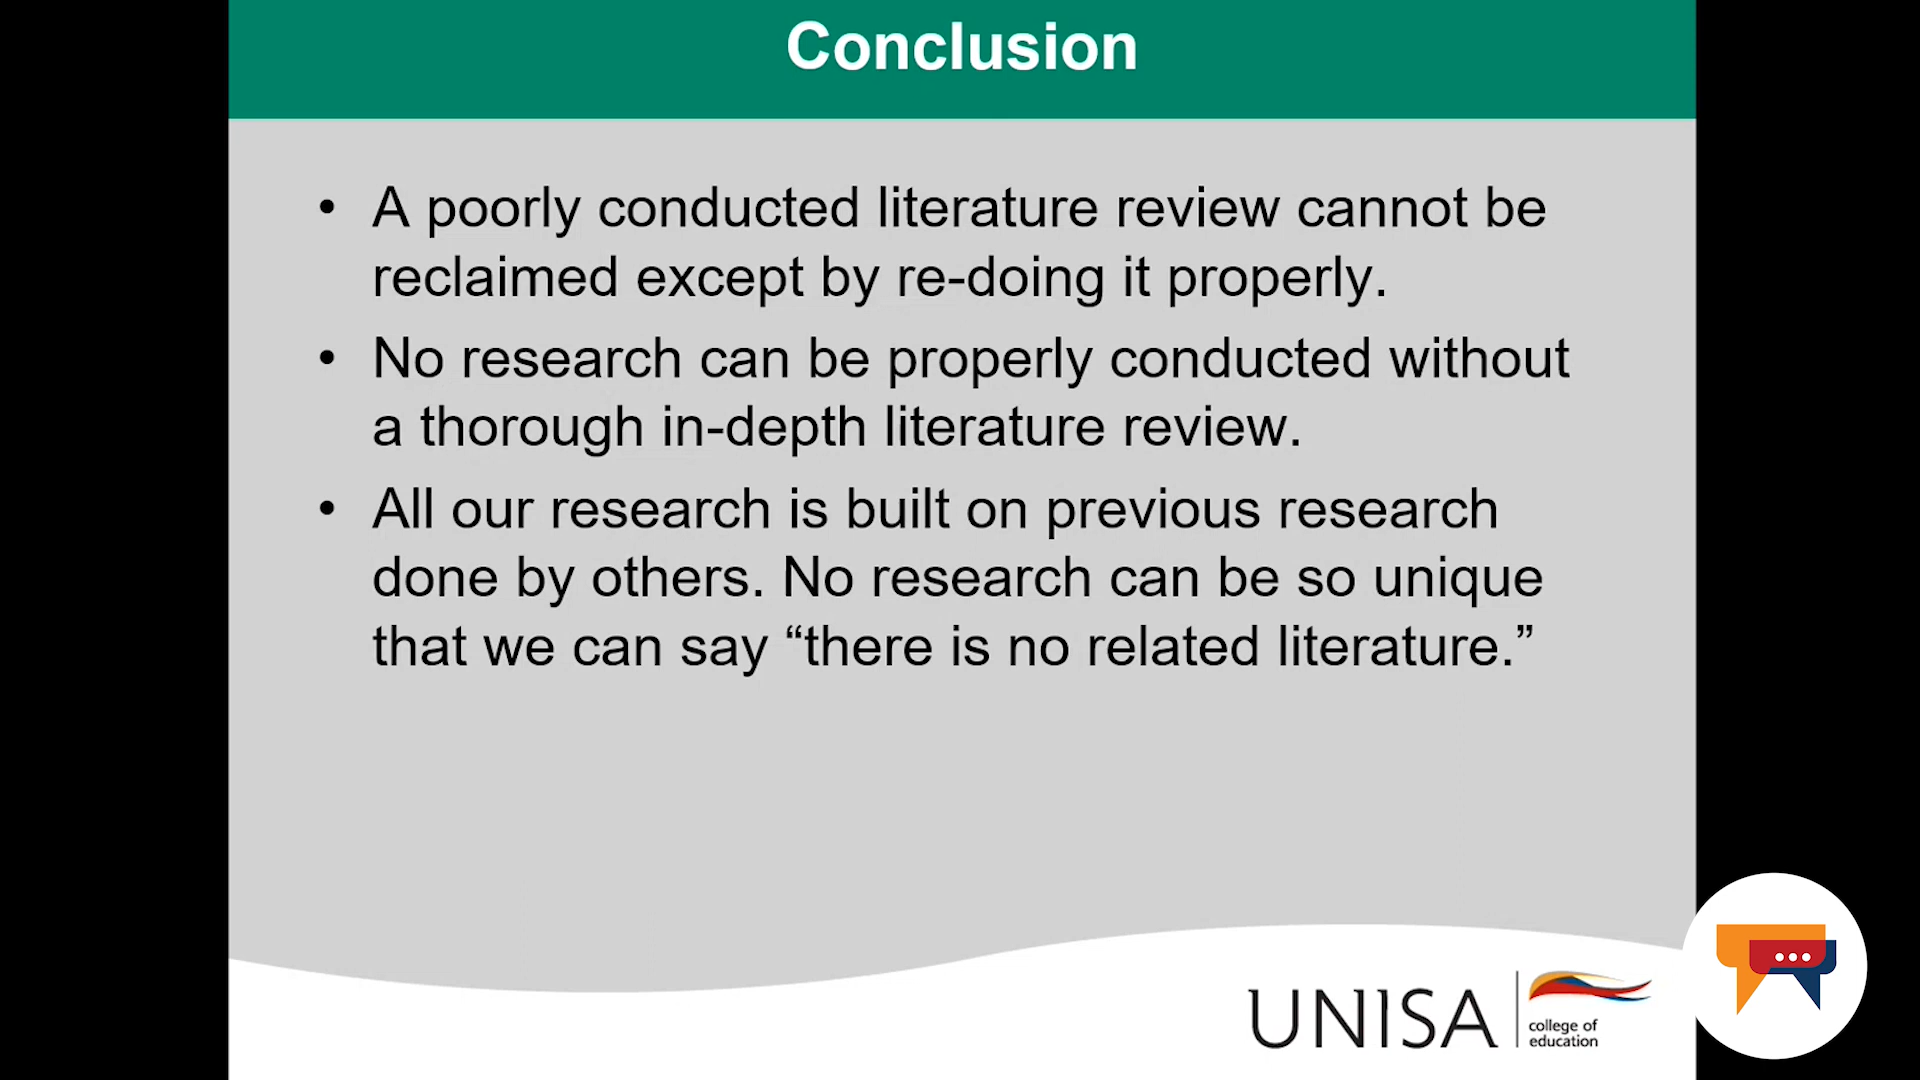 Conclusion
• A poorly conducted literature review cannot be
reclaimed except by re-doing it properly.
• No research can be properly conducted without
a thorough in-depth literature review.
• All our research is built on previous research
done by others. No research can be so unique
that we can say “there is no related literature.”
UNISA
college of
education